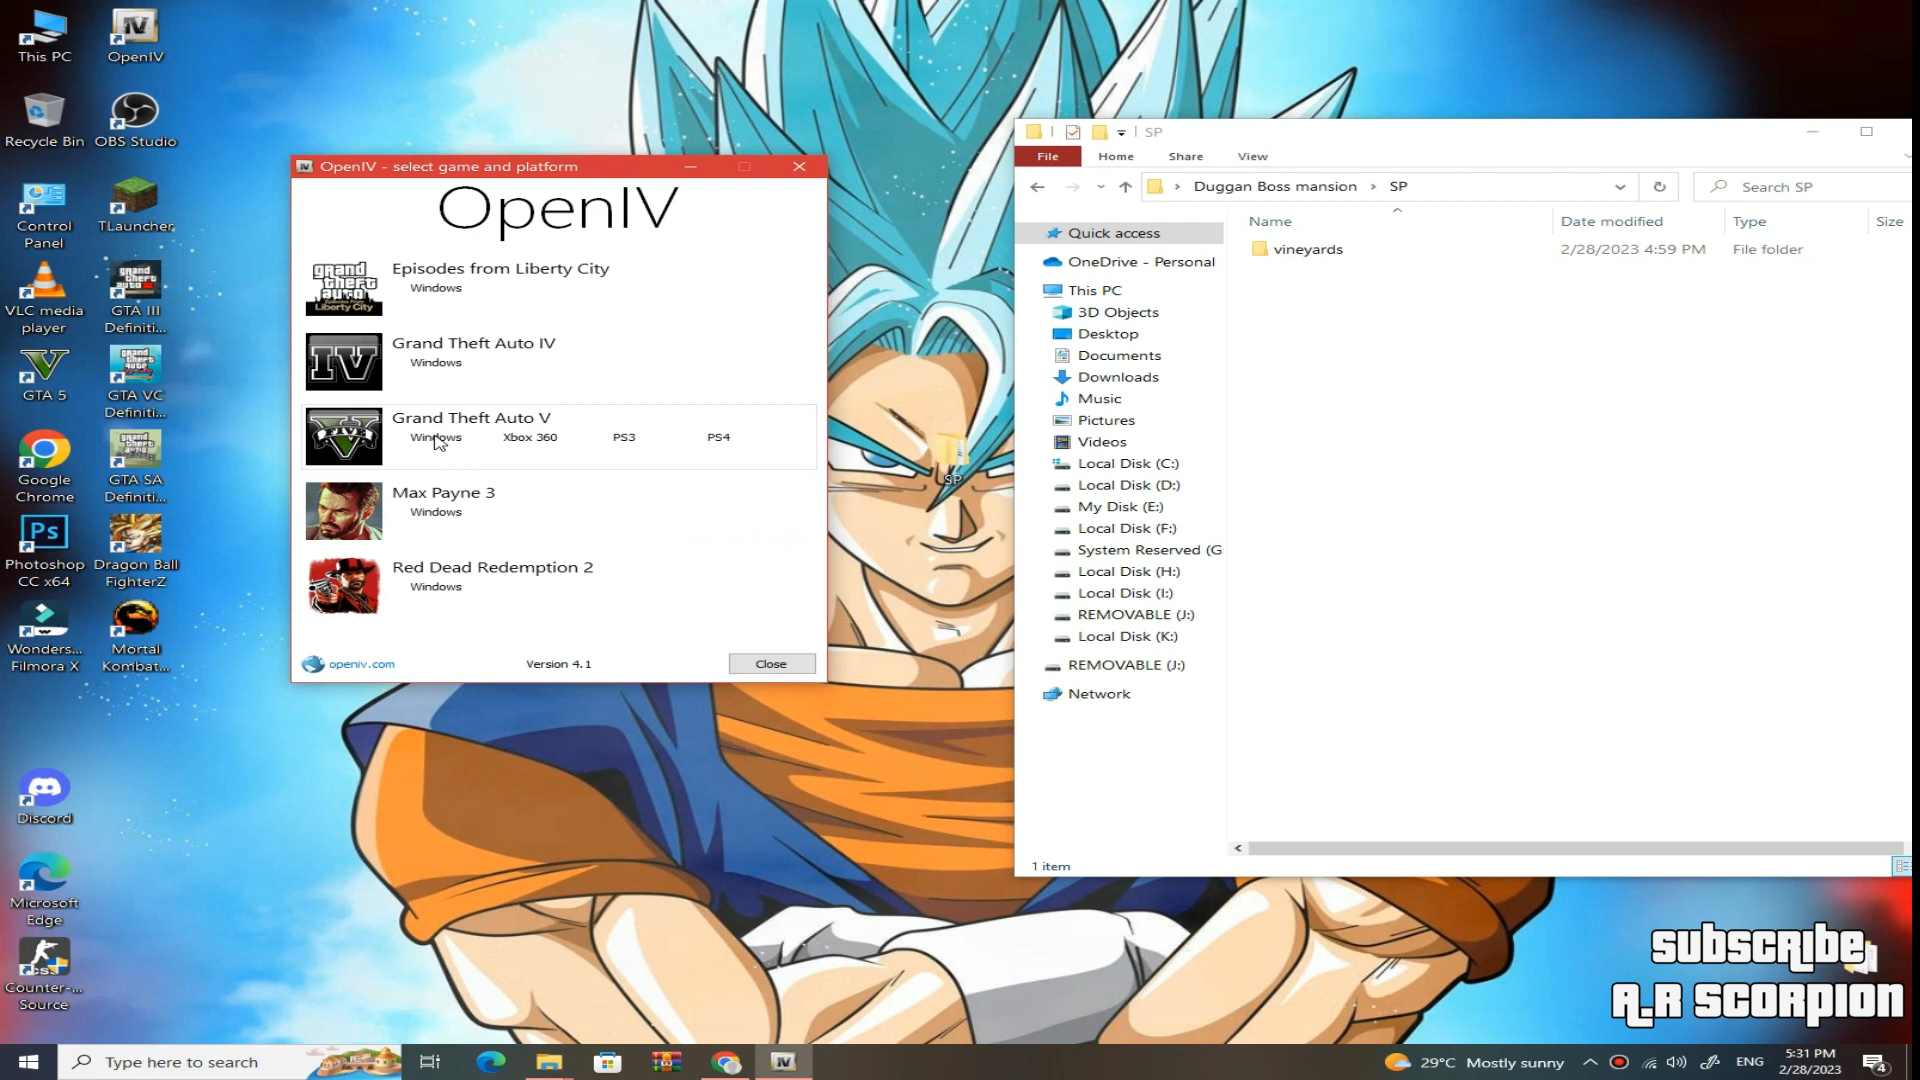 This PC
OpenIV
Recycle Bin
OBS Studio
Control
Panel
TLauncher
VLC media
player
GTA III
Definiti...
GTA 5
GTA VC
Definiti...
Google
Chrome
GTA SA
Definiti...
Photoshop
CC x64
Dragon Ball
FighterZ
Wonders...
Filmora X
Mortal
Kombat...
Discord
Microsoft
Edge
Counter-...
Source
OpenIV - select game and platform
OpenIV
Episodes from Liberty City
Windows
Grand Theft Auto IV
Windows
Grand Theft Auto V
Windows Xbox 360 PS3 PS4
Max Payne 3
Windows
Red Dead Redemption 2
Windows
openiv.com
Version 4.1
Close
SP
SP
File Home Share View
Duggan Boss mansion SP
Search SP
Name Date modified Type Size
vineyards 2/28/2023 4:59 PM File folder
Quick access
OneDrive - Personal
This PC
3D Objects
Desktop
Documents
Downloads
Music
Pictures
Videos
Local Disk (C:)
Local Disk (D:)
My Disk (E:)
Local Disk (F:)
System Reserved (G
Local Disk (H:)
Local Disk (I:)
REMOVABLE (J:)
Local Disk (K:)
REMOVABLE (J:)
Network
1 item
SUBSCRIBE
A.R SCORPION
Type here to search
29°C Mostly sunny
ENG
5:31 PM
2/28/2023
4